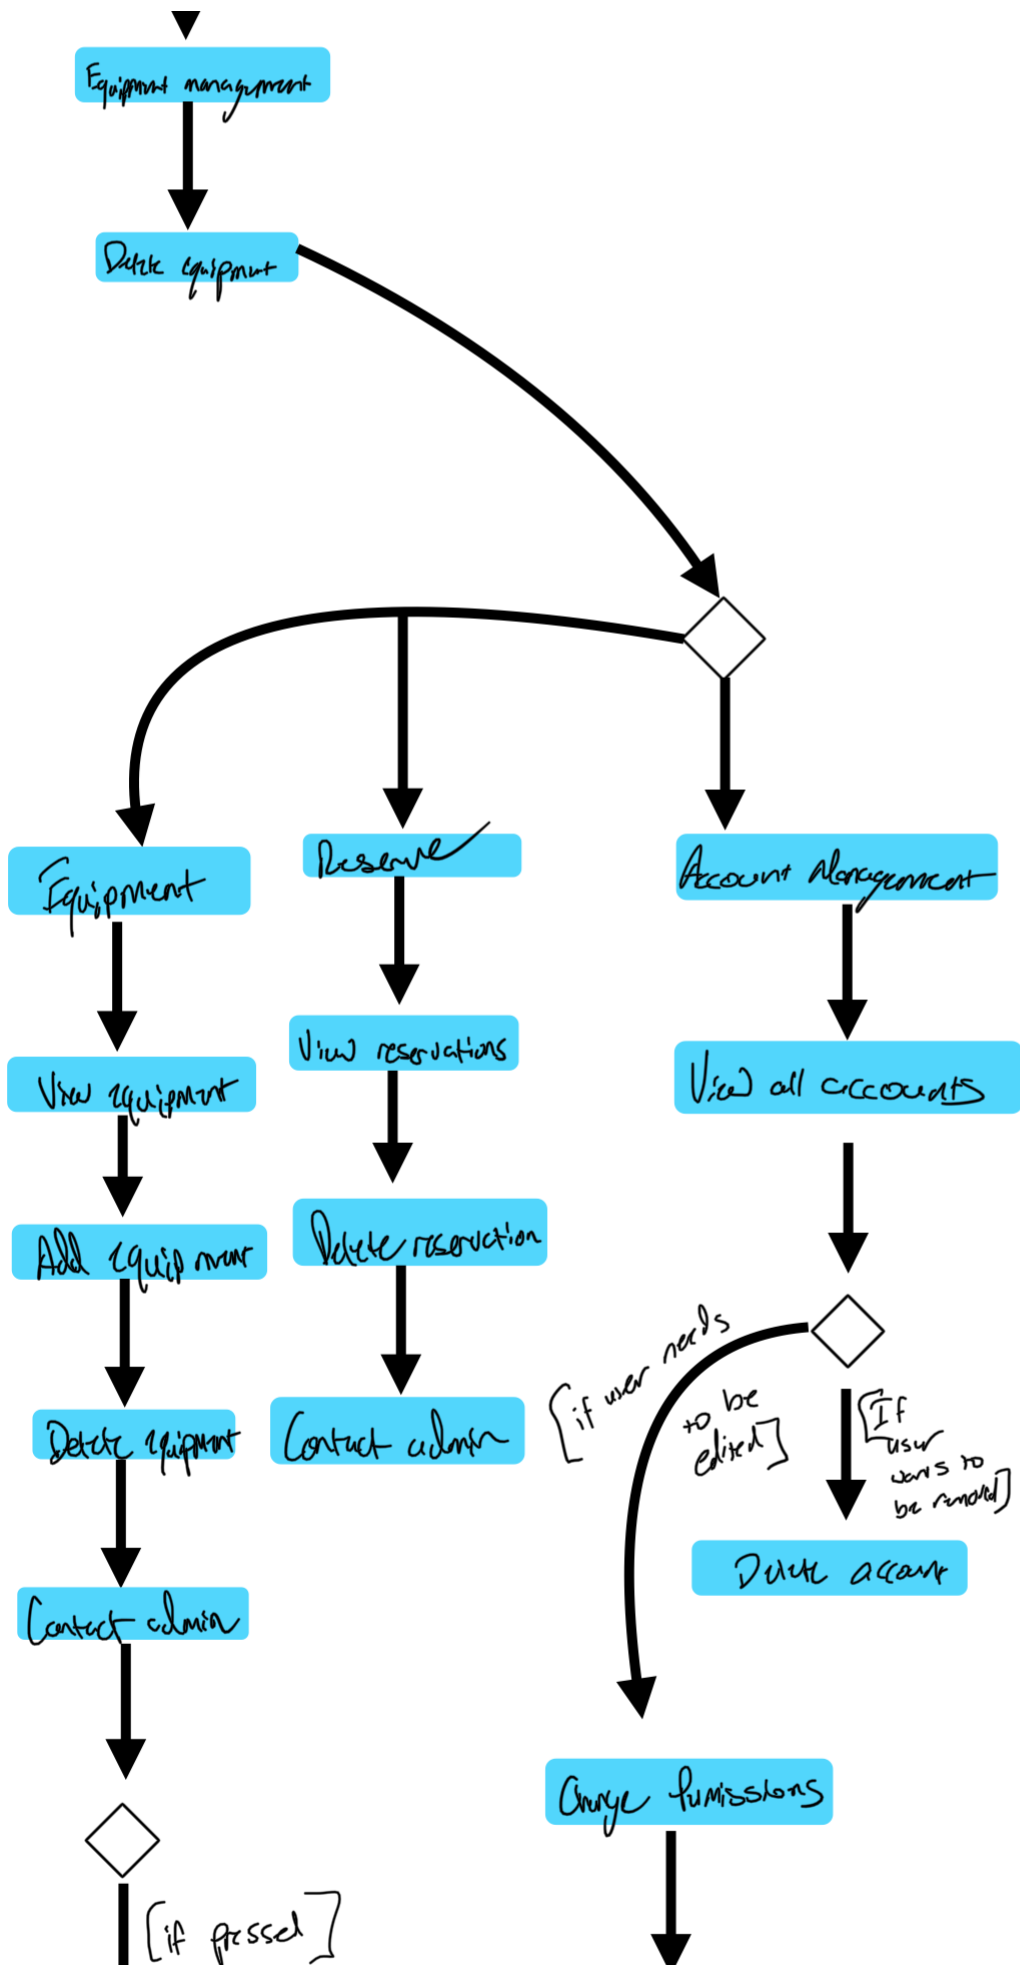 Equipment management
Delete equipment
Equipment
Reserve
Account Management
View equipment
View reservations
View all accounts
Add equipment
Delete reservation
Delete equipment
Contact admin
[if user needs
to be
edited]
[If
user
wants to
be removed]
Delete account
Contact admin
Change Permissions
[if pressed]